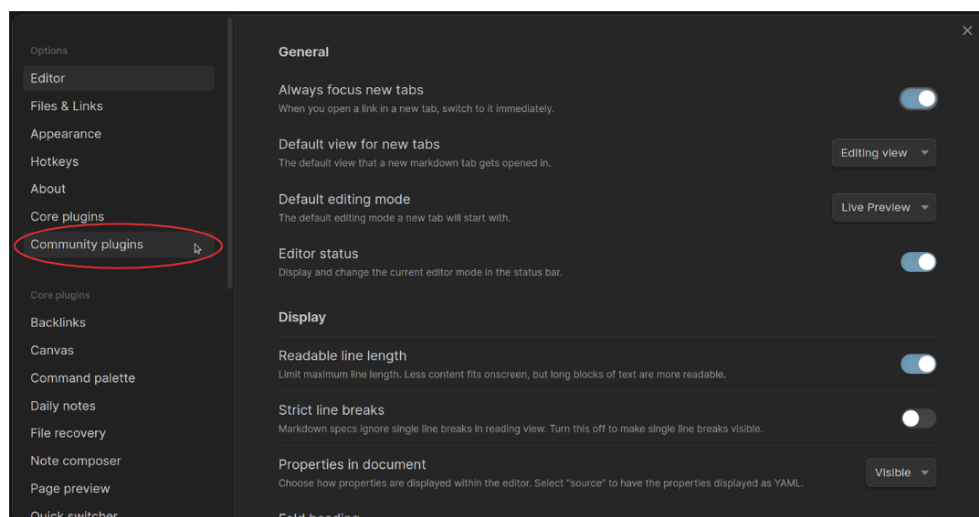 Options
Editor
Files & Links
Appearance
Hotkeys
About
Core plugins
Community plugins
Core plugins
Backlinks
Canvas
Command palette
Daily notes
File recovery
Note composer
Page preview
Quick switcher
General
Always focus new tabs
When you open a link in a new tab, switch to it immediately.
Default view for new tabs
The default view that a new markdown tab gets opened in.
Editing view
Default editing mode
The default editing mode a new tab will start with.
Live Preview
Editor status
Display and change the current editor mode in the status bar.
Display
Readable line length
Limit maximum line length. Less content fits onscreen, but long blocks of text are more readable.
Strict line breaks
Markdown specs ignore single line breaks in reading view. Turn this off to make single line breaks visible.
Properties in document
Choose how properties are displayed within the editor. Select "source" to have the properties displayed as YAML.
Visible
Fold heading